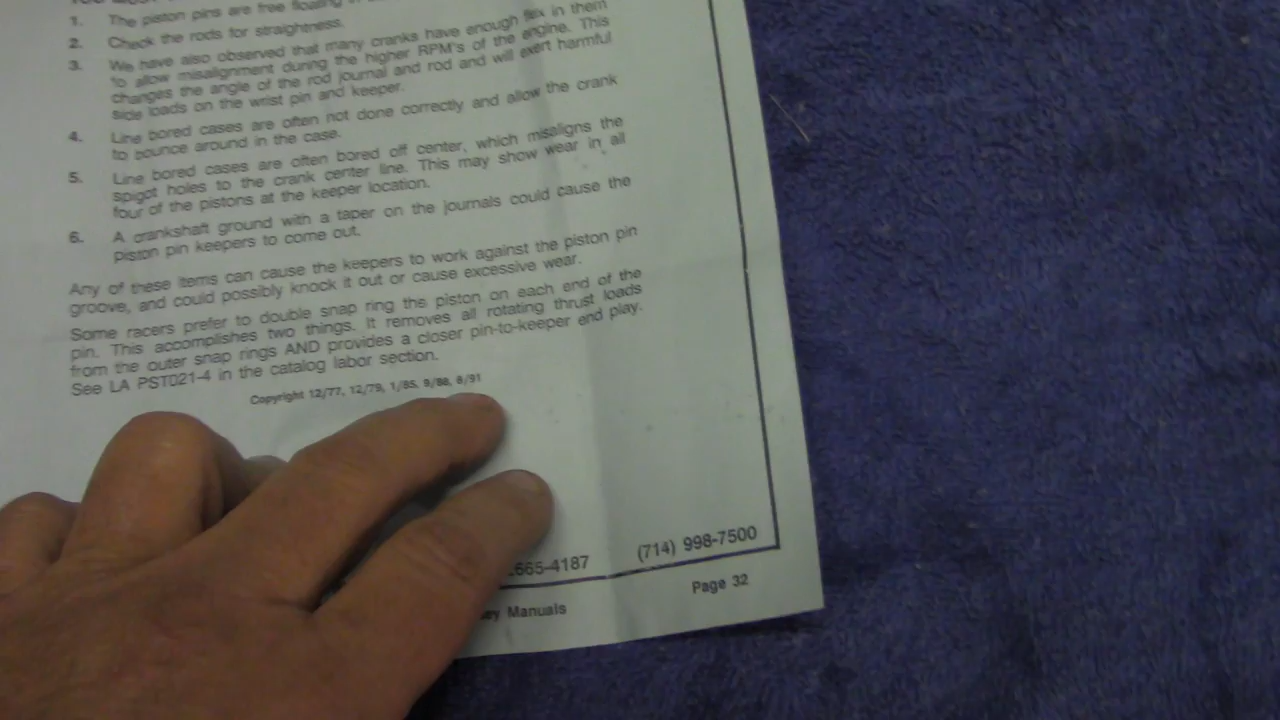 1. The piston pins are free floating in
2. Check the rods for straightness.
3. We have also observed that many cranks have enough flex in them
to allow misalignment during the higher RPM's of the engine. This
changes the angle of the rod journal and rod and will exert harmful
side loads on the wrist pin and keeper.
4. Line bored cases are often not done correctly and allow the crank
to bounce around in the case.
5. Line bored cases are often bored off center, which misaligns the
spigot holes to the crank center line. This may show wear in all
four of the pistons at the keeper location.
6. A crankshaft ground with a taper on the journals could cause the
piston pin keepers to come out.
Any of these items can cause the keepers to work against the piston pin
groove, and could possibly knock it out or cause excessive wear.
Some racers prefer to double snap ring the piston on each end of the
pin. This accomplishes two things. It removes all rotating thrust loads
from the outer snap rings AND provides a closer pin-to-keeper end play.
See LA PST021-4 in the catalog labor section.
Copyright 12/77, 12/79, 1/85, 9/88, 6/91
665-4187 (714) 998-7500
Manuals Page 32